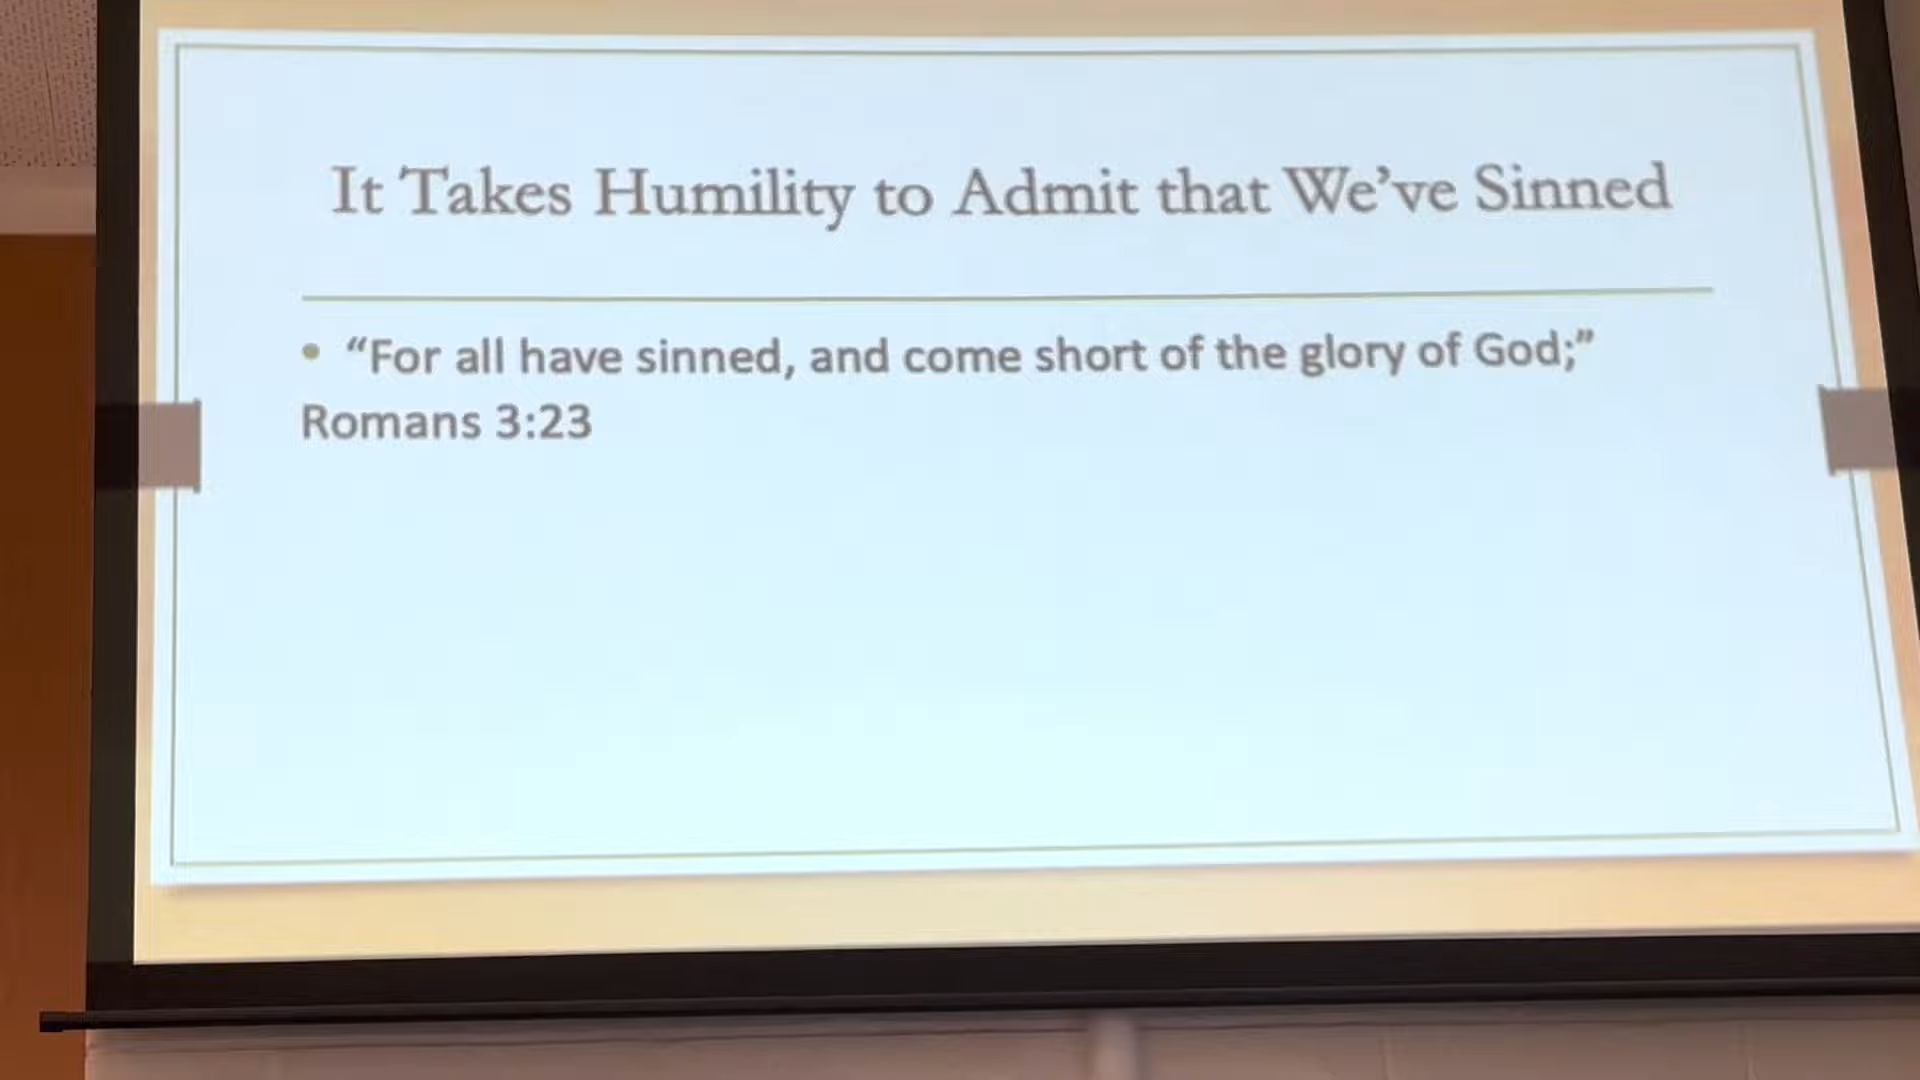 It Takes Humility to Admit that We’ve Sinned
• “For all have sinned, and come short of the glory of God;”
Romans 3:23